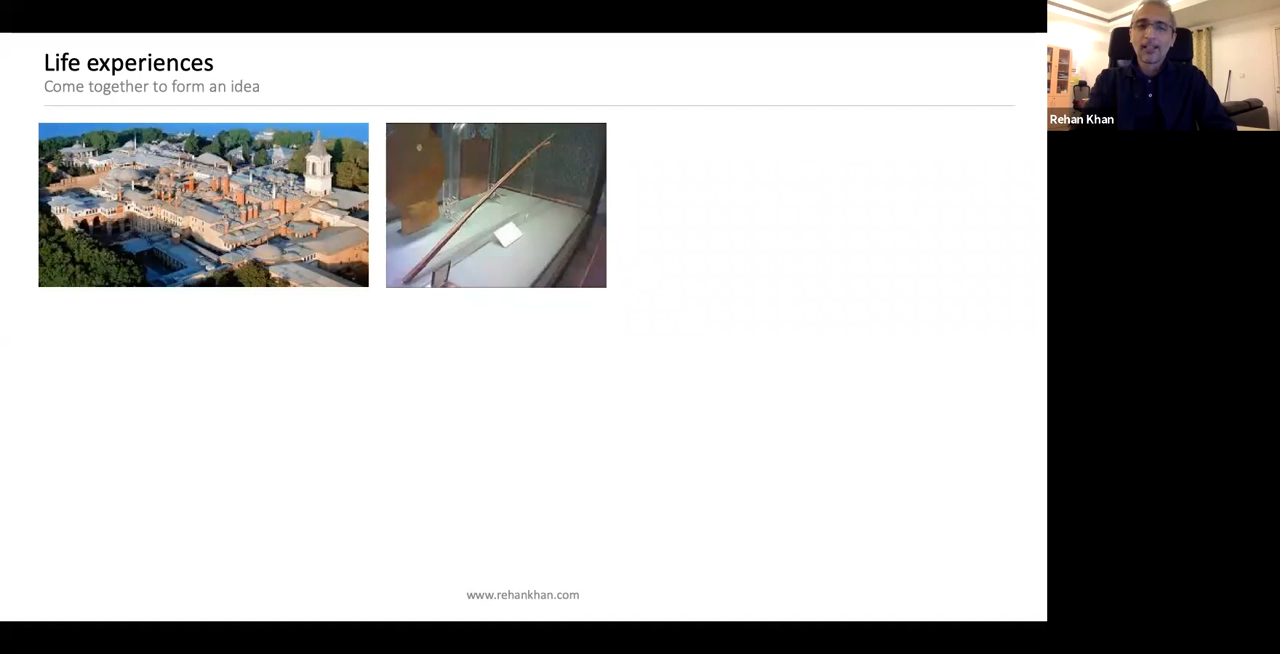 Life experiences
Come together to form an idea
Rehan Khan
www.rehankhan.com